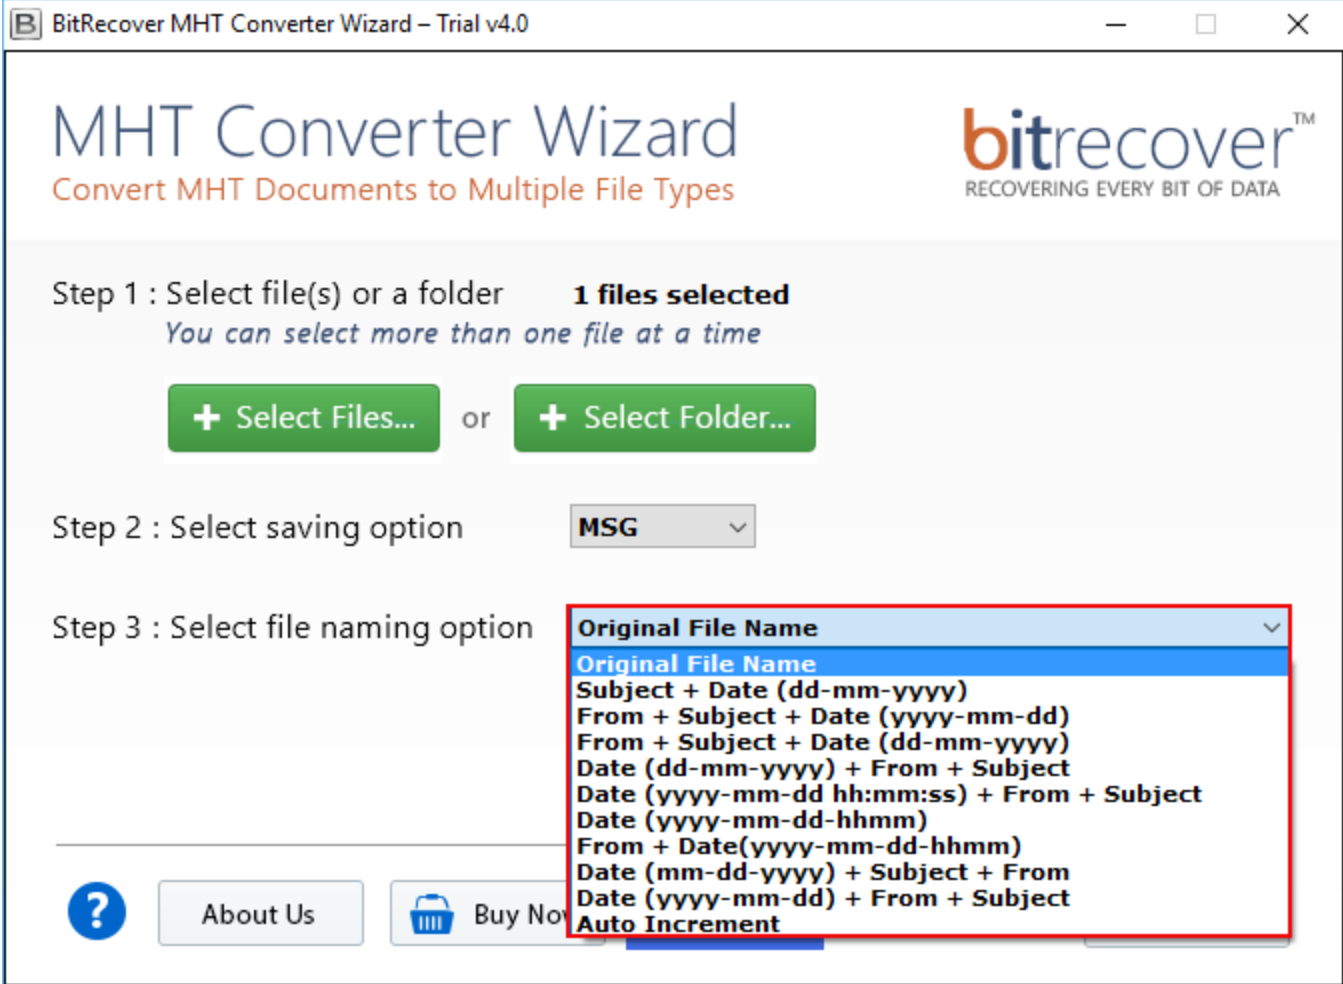 BitRecover MHT Converter Wizard – Trial v4.0
MHT Converter Wizard
Convert MHT Documents to Multiple File Types
bitrecover™
RECOVERING EVERY BIT OF DATA
Step 1 : Select file(s) or a folder 1 files selected
You can select more than one file at a time
+ Select Files... or + Select Folder...
Step 2 : Select saving option MSG
Step 3 : Select file naming option Original File Name
Original File Name
Subject + Date (dd-mm-yyyy)
From + Subject + Date (yyyy-mm-dd)
From + Subject + Date (dd-mm-yyyy)
Date (dd-mm-yyyy) + From + Subject
Date (yyyy-mm-dd hh:mm:ss) + From + Subject
Date (yyyy-mm-dd-hhmm)
From + Date(yyyy-mm-dd-hhmm)
Date (mm-dd-yyyy) + Subject + From
Date (yyyy-mm-dd) + From + Subject
Auto Increment
? About Us Buy No